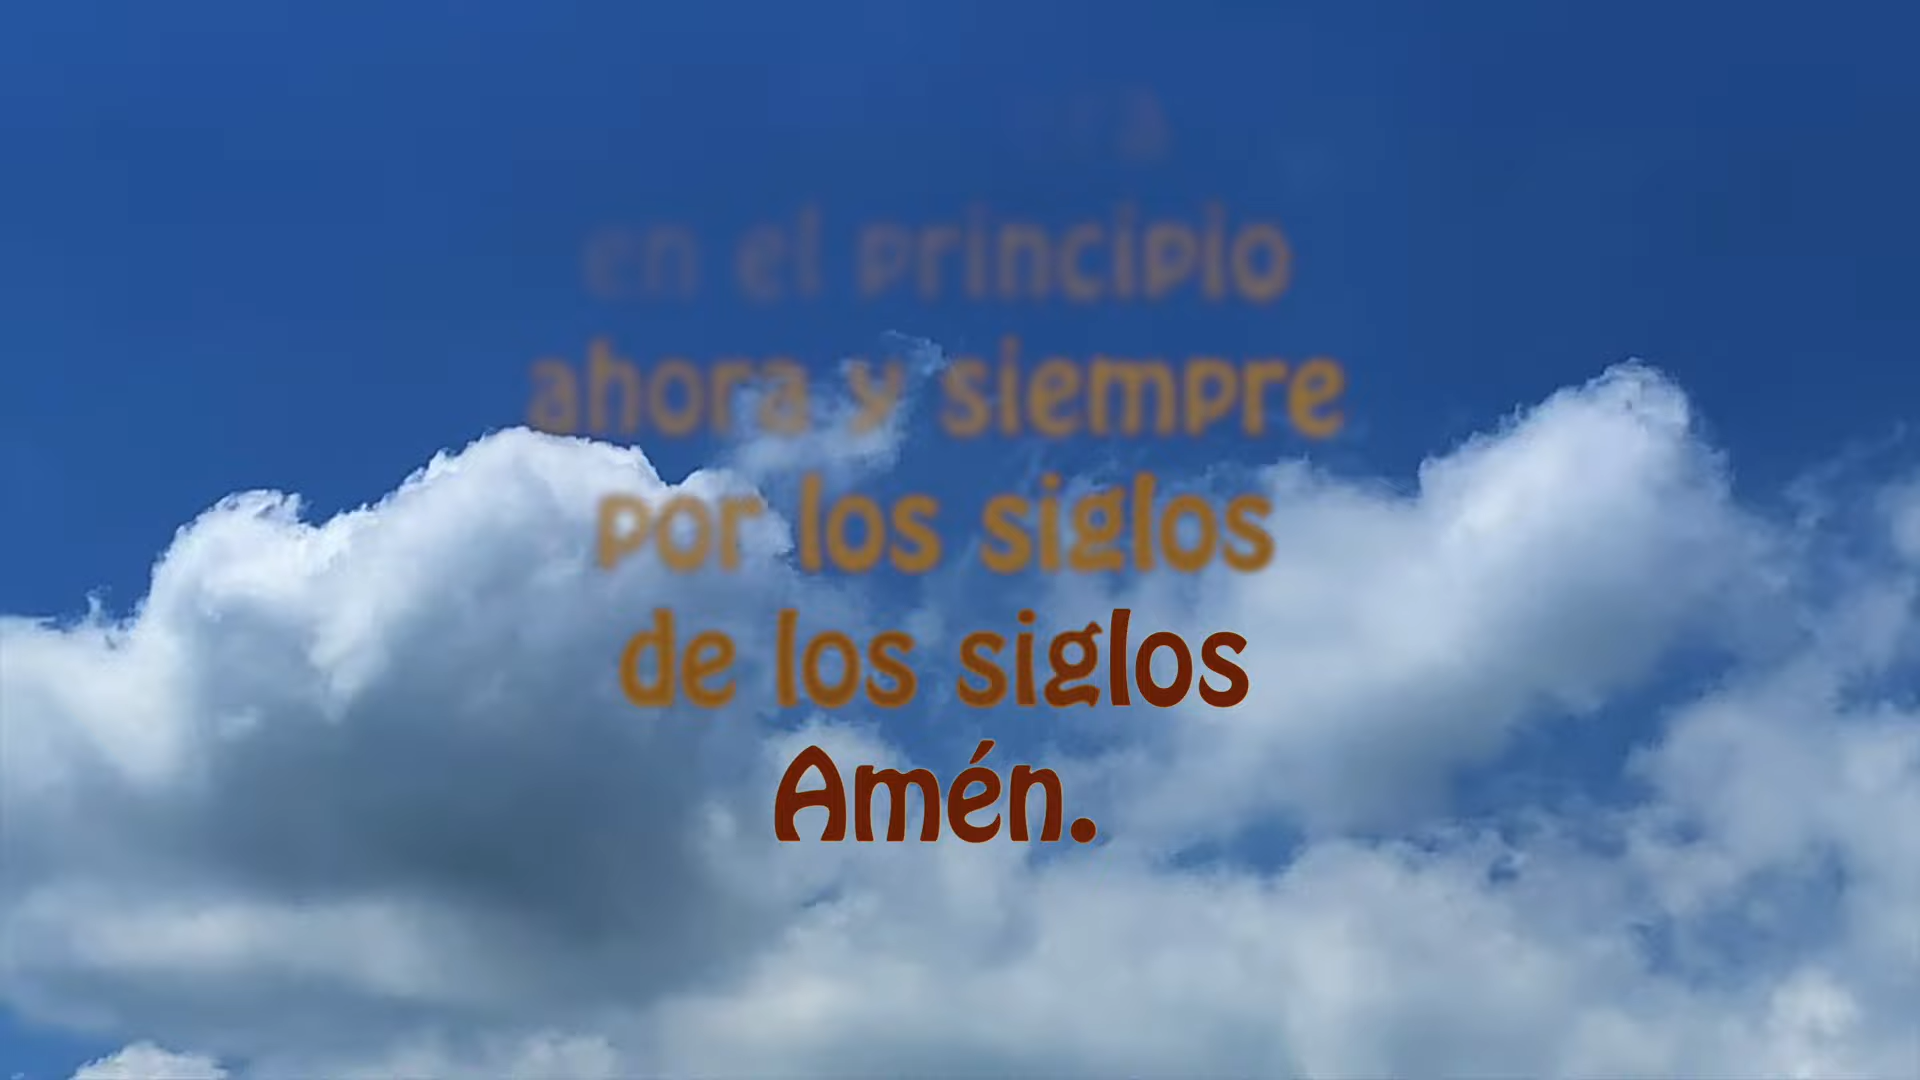 en el principio
ahora y siempre
por los siglos
de los siglos
Amén.